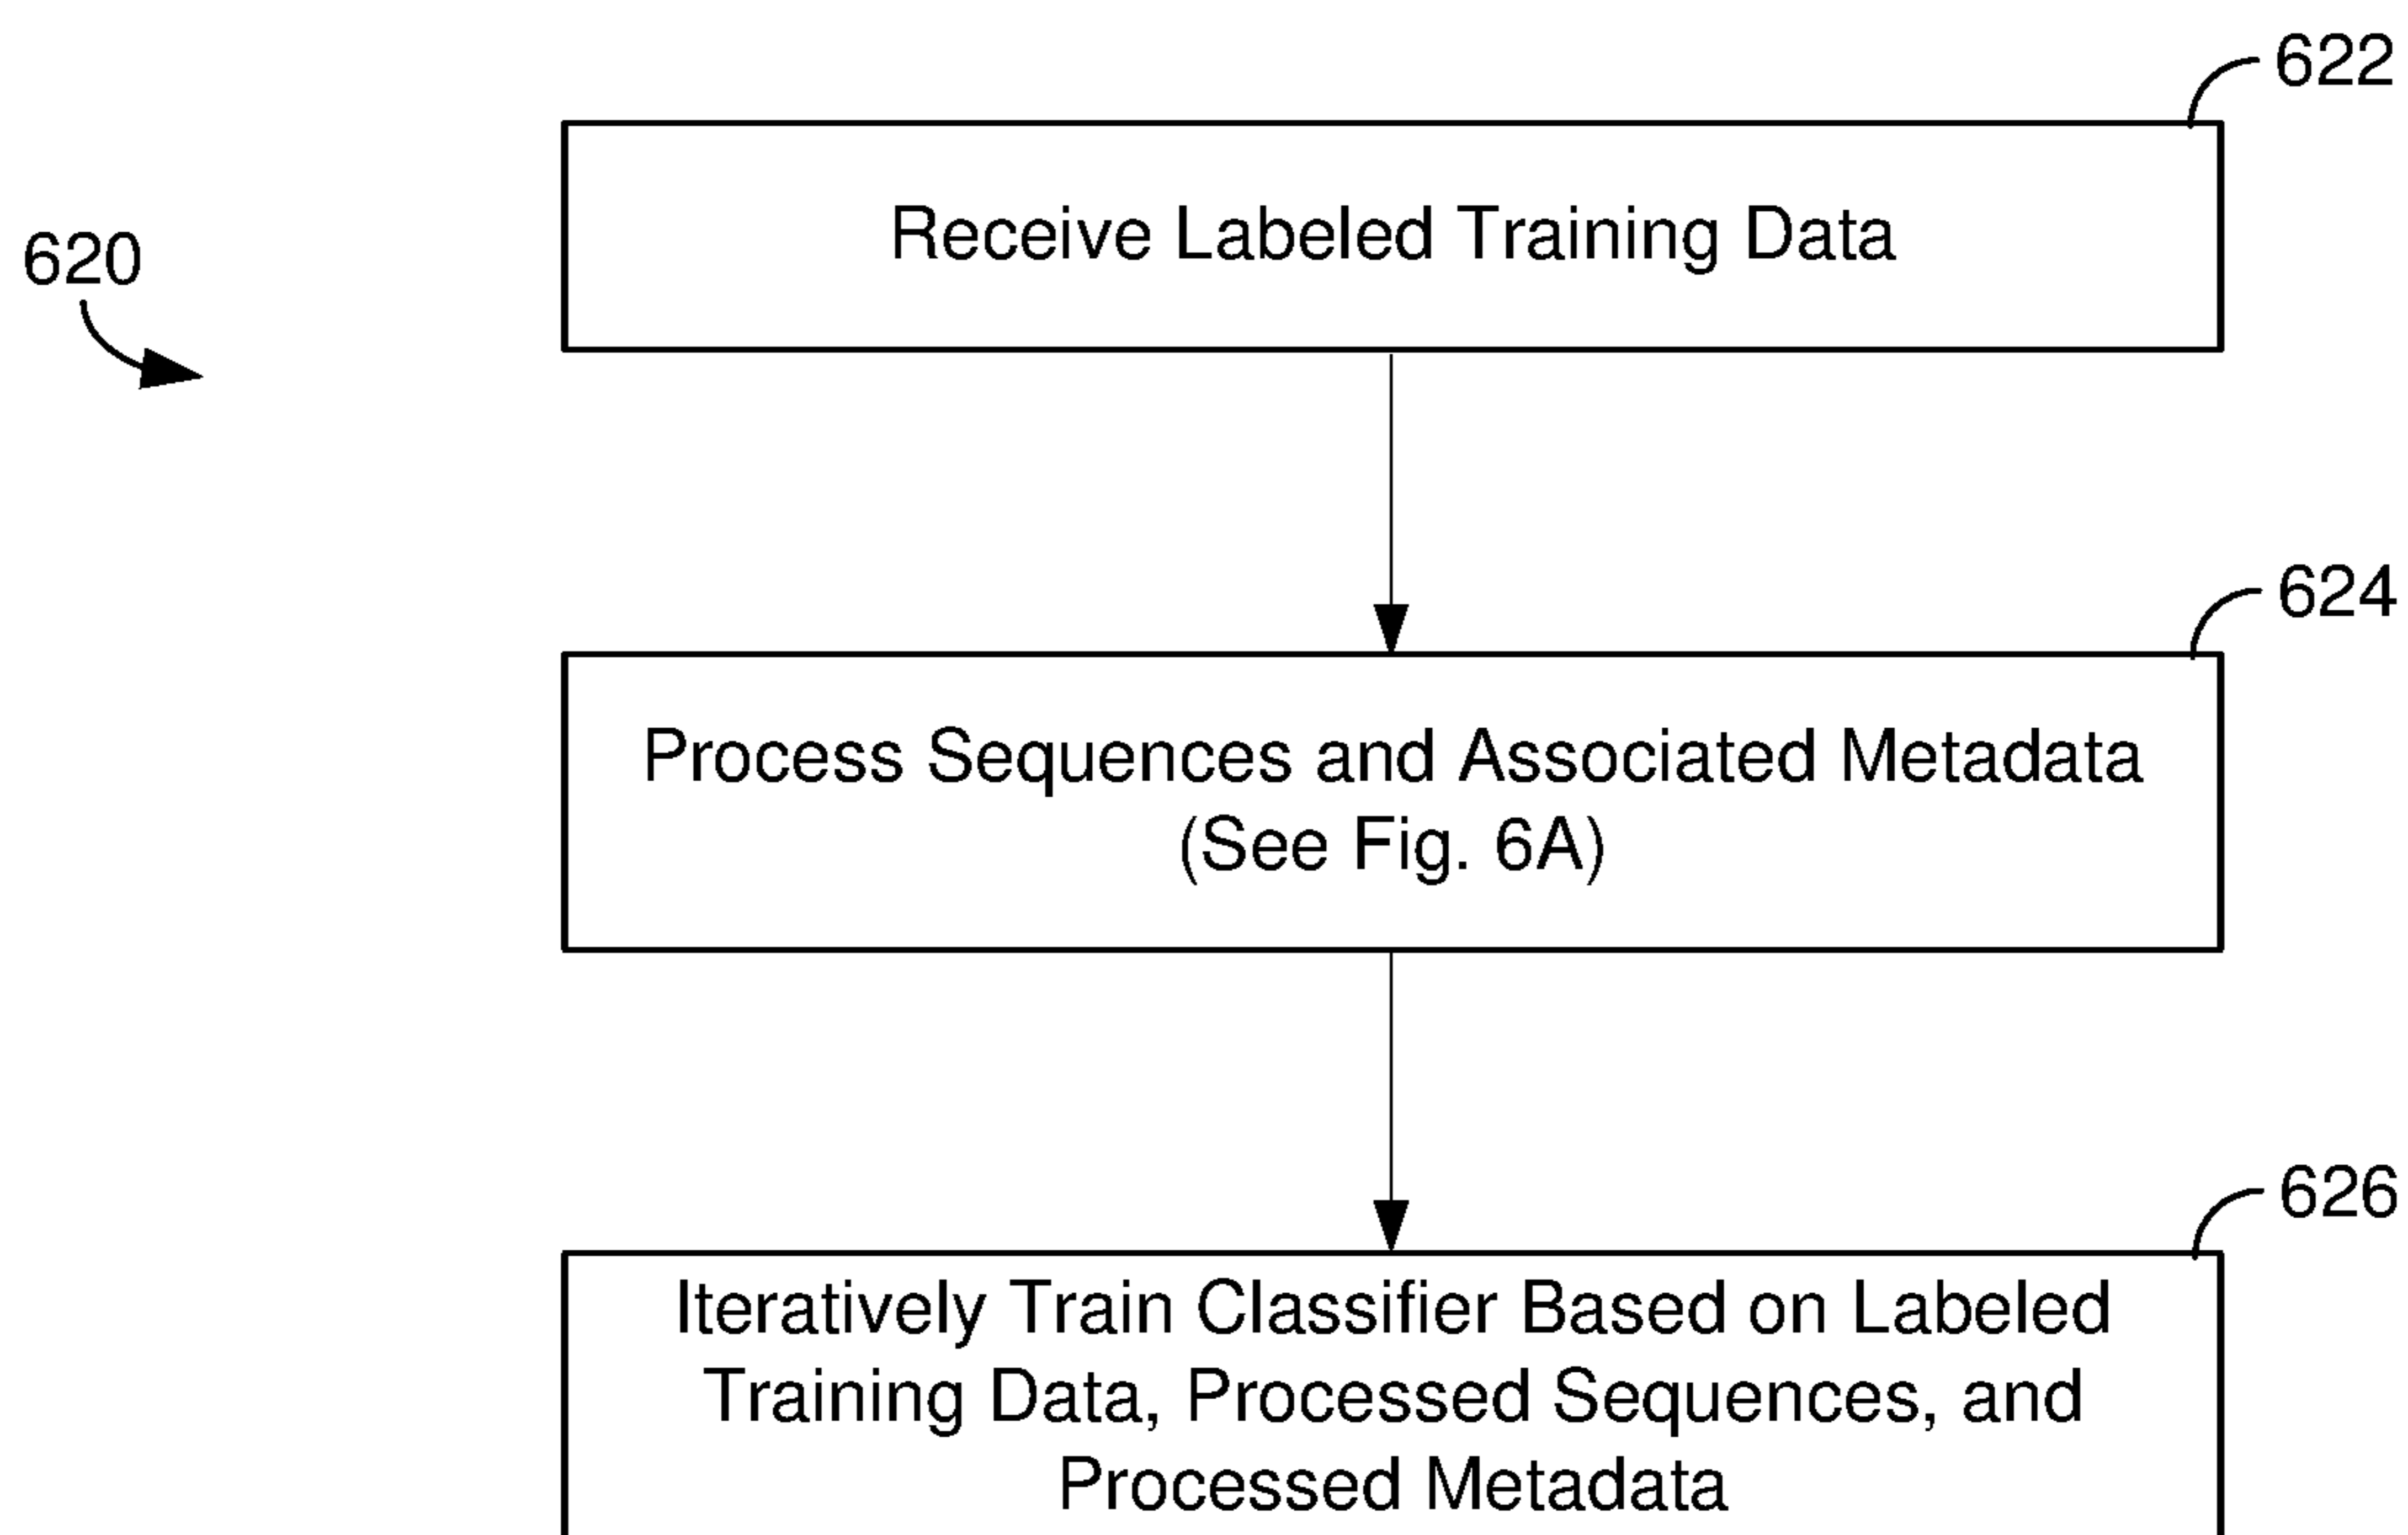 622
Receive Labeled Training Data
620
624
Process Sequences and Associated Metadata
(See Fig. 6A)
626
Iteratively Train Classifier Based on Labeled
Training Data, Processed Sequences, and
Processed Metadata